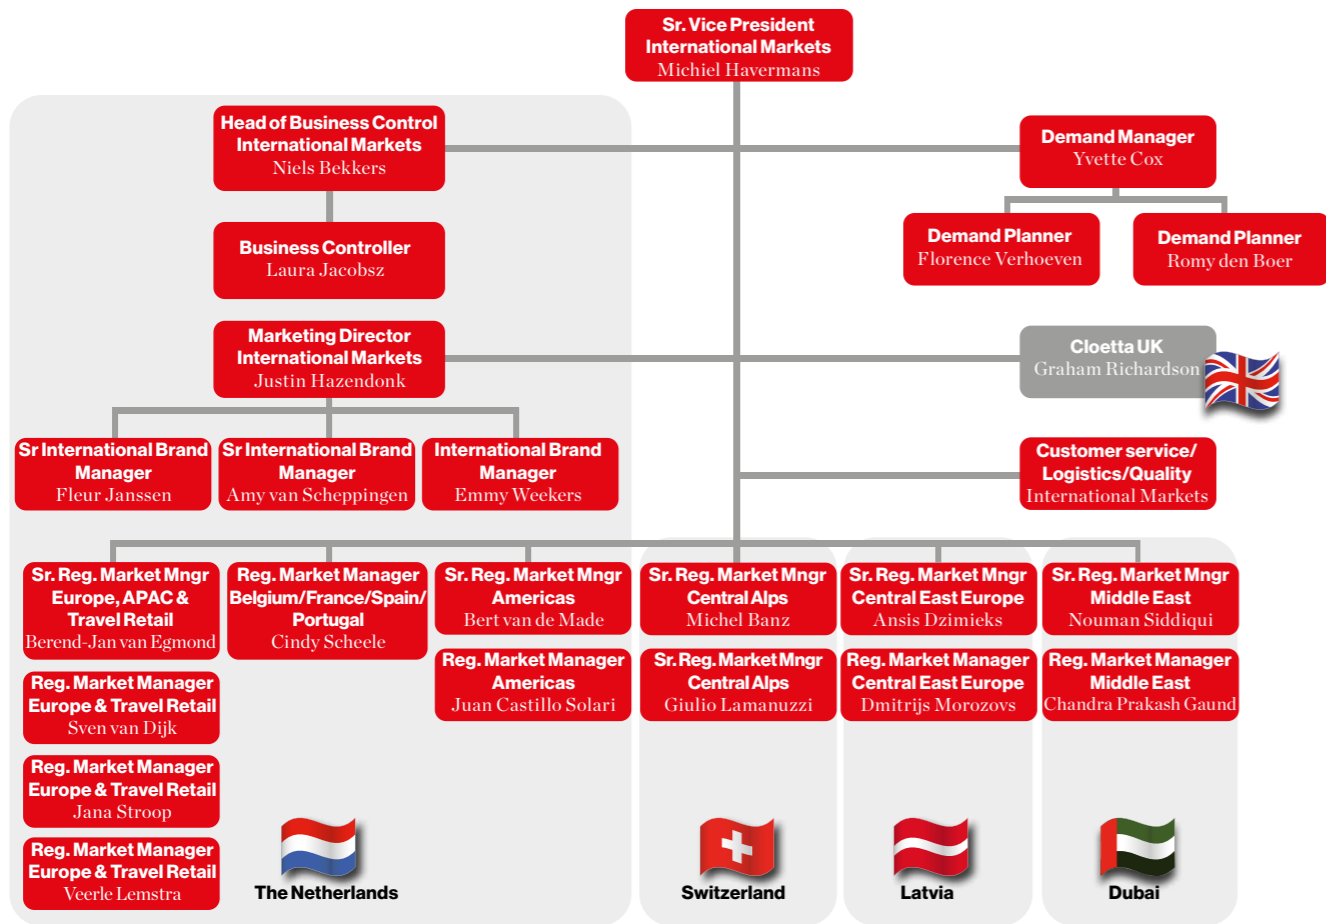 Sr. Vice President
International Markets
Michiel Havermans
Head of Business Control
International Markets
Niels Bekkers
Demand Manager
Yvette Cox
Business Controller
Laura Jacobsz
Demand Planner
Florence Verhoeven
Demand Planner
Romy den Boer
Marketing Director
International Markets
Justin Hazendonk
Cloetta UK
Graham Richardson
Sr International Brand
Manager
Fleur Janssen
Sr International Brand
Manager
Amy van Scheppingen
International Brand
Manager
Emmy Weekers
Customer service/
Logistics/Quality
International Markets
Sr. Reg. Market Mngr
Europe, APAC &
Travel Retail
Berend-Jan van Egmond
Reg. Market Manager
Belgium/France/Spain/
Portugal
Cindy Scheele
Sr. Reg. Market Mngr
Americas
Bert van de Made
Sr. Reg. Market Mngr
Central Alps
Michel Banz
Sr. Reg. Market Mngr
Central East Europe
Ansis Dzimieks
Sr. Reg. Market Mngr
Middle East
Nouman Siddiqui
Reg. Market Manager
Europe & Travel Retail
Sven van Dijk
Reg. Market Manager
Americas
Juan Castillo Solari
Sr. Reg. Market Mngr
Central Alps
Giulio Lamanuzzi
Reg. Market Manager
Central East Europe
Dmitrijs Morozovs
Reg. Market Manager
Middle East
Chandra Prakash Gaund
Reg. Market Manager
Europe & Travel Retail
Jana Stroop
Reg. Market Manager
Europe & Travel Retail
Veerle Lemstra
The Netherlands
Switzerland
Latvia
Dubai